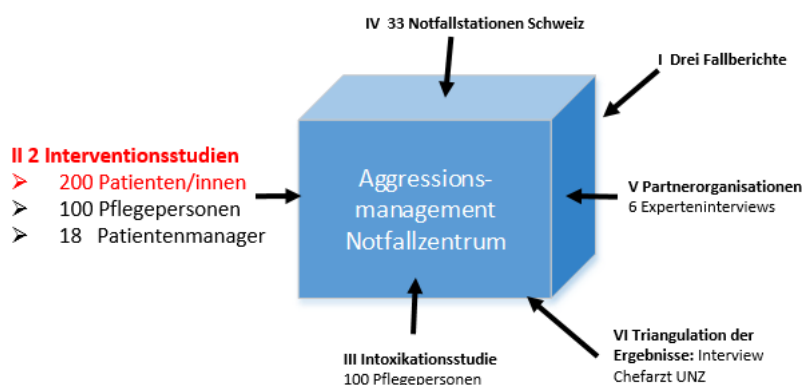 IV 33 Notfallstationen Schweiz
I Drei Fallberichte
II 2 Interventionsstudien
➢ 200 Patienten/innen
➢ 100 Pflegepersonen
➢ 18 Patientenmanager
Aggressions-
management
Notfallzentrum
V Partnerorganisationen
6 Experteninterviews
III Intoxikationsstudie
100 Pflegepersonen
VI Triangulation der
Ergebnisse: Interview
Chefarzt UNZ